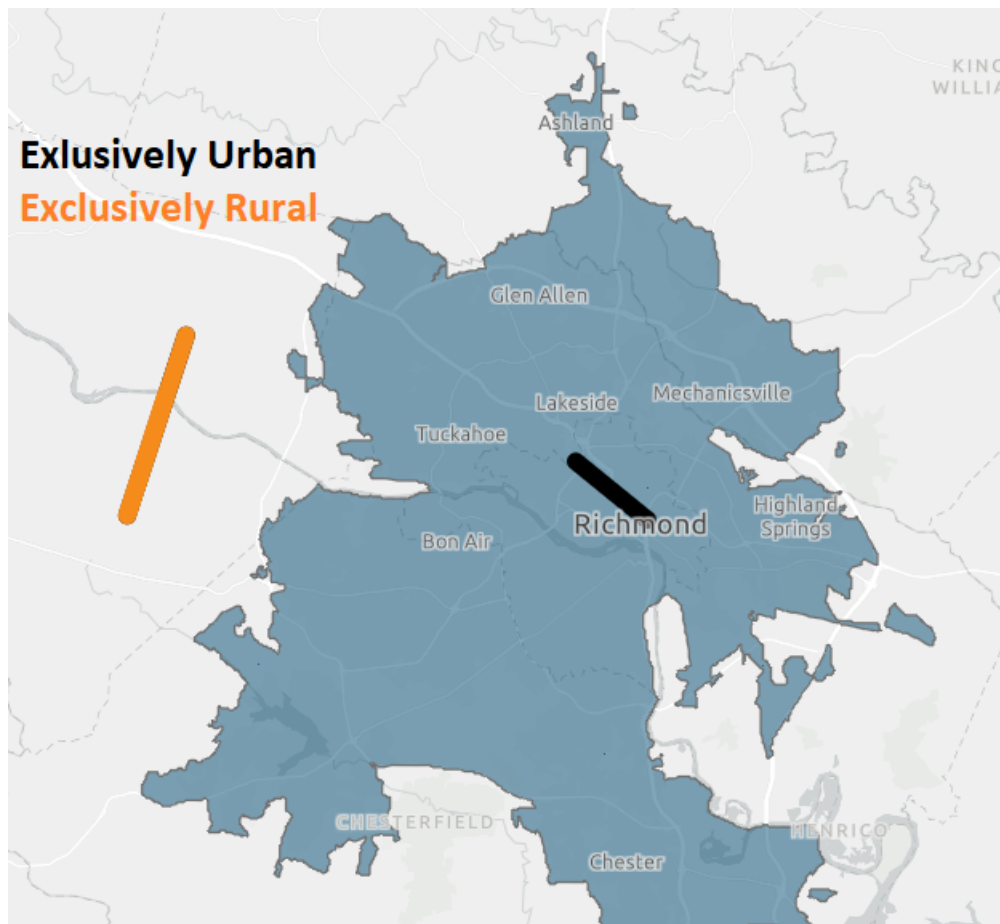 KING
WILLIA
Ashland
Exlusively Urban
Exclusively Rural
Glen Allen
Mechanicsville
Lakeside
Tuckahoe
Highland
Springs
Richmond
Bon Air
CHESTERFIELD
HENRICO
Chester